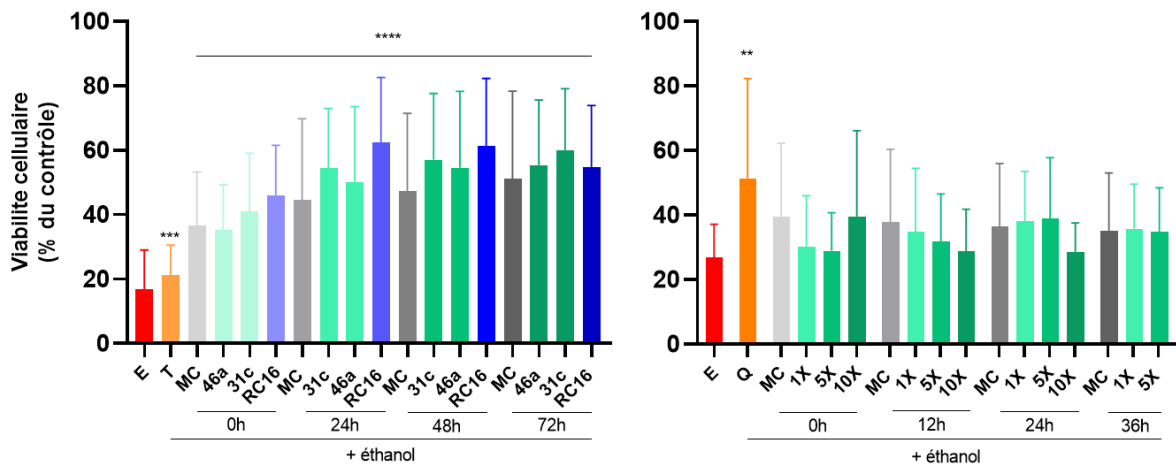 Viabilite cellulaire
(% du contrôle)
100
80
60
40
20
0
****
***
E T MC 46a 31c RC16 MC 31c 46a RC16 MC 31c 46a RC16 MC 46a 31c RC16
0h 24h 48h 72h
+ éthanol
100
80
60
40
20
0
**
E Q MC 1X 5X 10X MC 1X 5X 10X MC 1X 5X 10X MC 1X 5X
0h 12h 24h 36h
+ éthanol